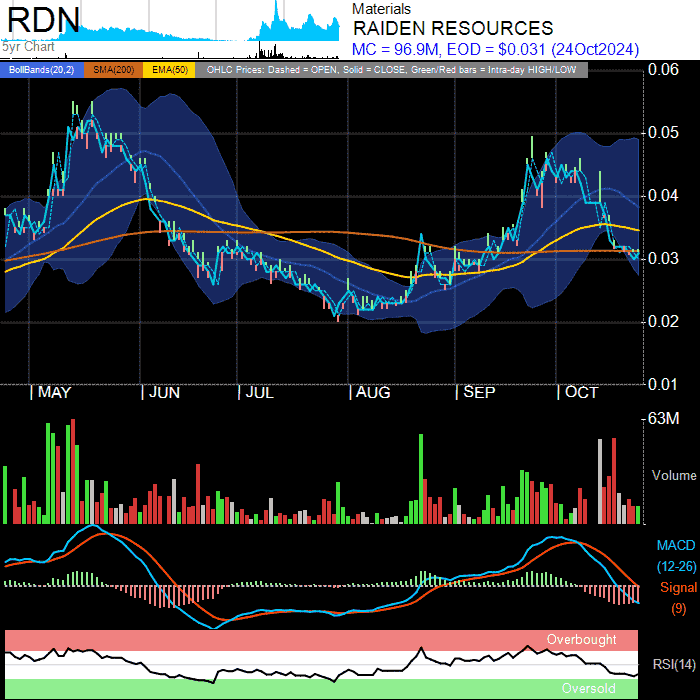 RDN
5yr Chart
Materials
RAIDEN RESOURCES
MC = 96.9M, EOD = $0.031 (24Oct2024)
BollBands(20,2) SMA(200) EMA(50) OHLC Prices: Dashed = OPEN, Solid = CLOSE, Green/Red bars = Intra-day HIGH/LOW
0.06
0.05
0.04
0.03
0.02
0.01
| MAY | JUN | JUL | AUG | SEP | OCT
63M
Volume
MACD
(12-26)
Signal
(9)
Overbought
RSI(14)
Oversold